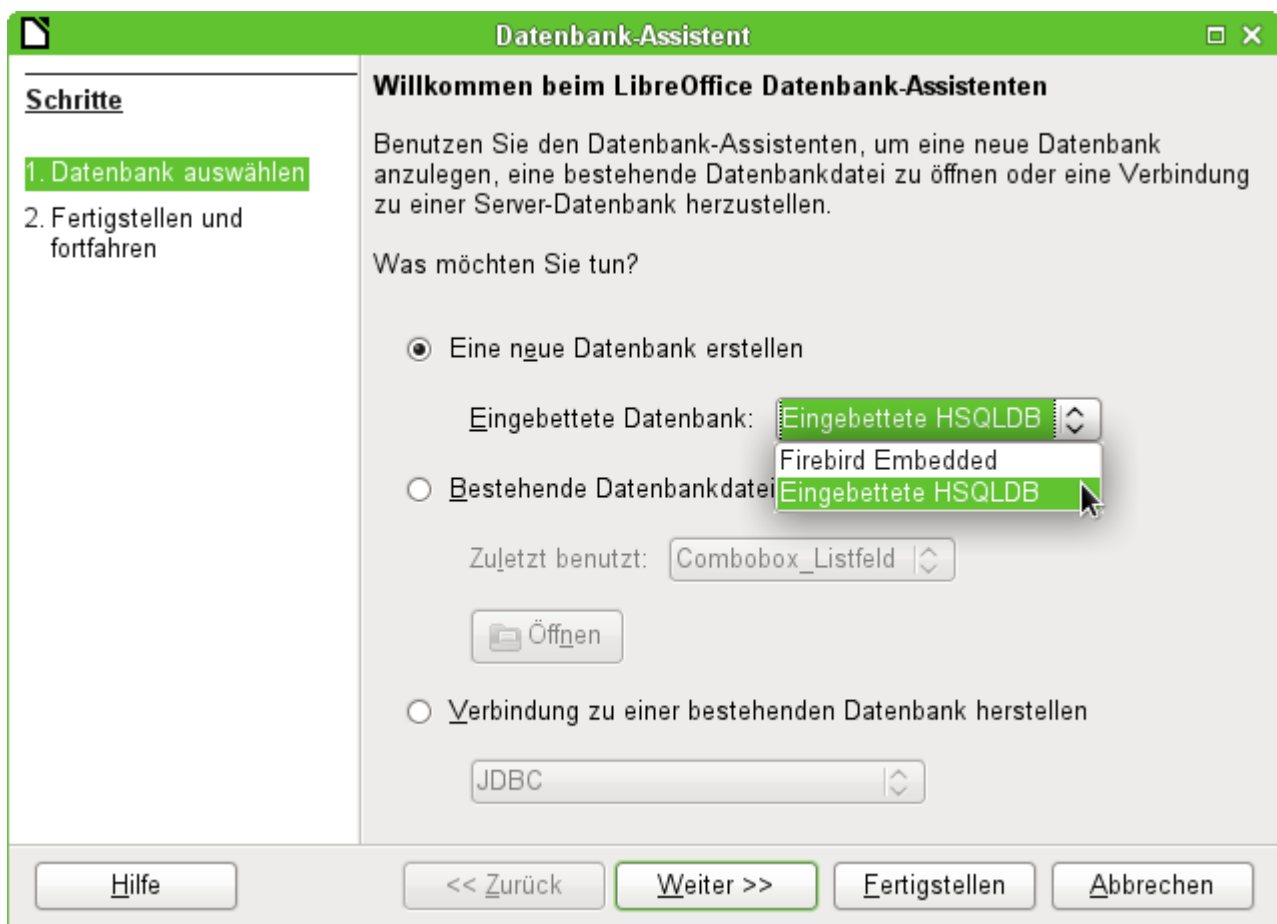 Datenbank-Assistent
Schritte
1. Datenbank auswählen
2. Fertigstellen und
fortfahren
Willkommen beim LibreOffice Datenbank-Assistenten
Benutzen Sie den Datenbank-Assistenten, um eine neue Datenbank
anzulegen, eine bestehende Datenbankdatei zu öffnen oder eine Verbindung
zu einer Server-Datenbank herzustellen.
Was möchten Sie tun?
Eine neue Datenbank erstellen
Eingebettete Datenbank: Eingebettete HSQLDB
Firebird Embedded
Bestehende Datenbankdatei Eingebettete HSQLDB
Zuletzt benutzt: Combobox_Listfeld
Öffnen
Verbindung zu einer bestehenden Datenbank herstellen
JDBC
Hilfe << Zurück Weiter >> Fertigstellen Abbrechen